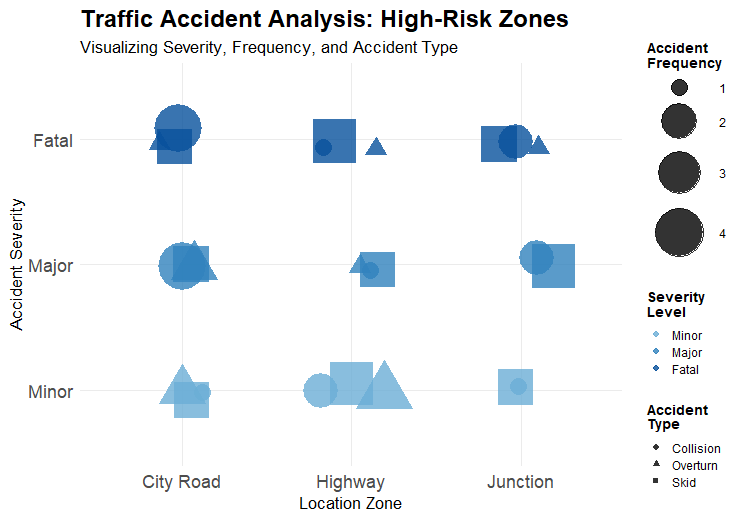 Traffic Accident Analysis: High-Risk Zones
Visualizing Severity, Frequency, and Accident Type
Accident Severity
Fatal
Major
Minor
City Road
Highway
Junction
Location Zone
Accident
Frequency
1
2
3
4
Severity
Level
Minor
Major
Fatal
Accident
Type
Collision
Overturn
Skid